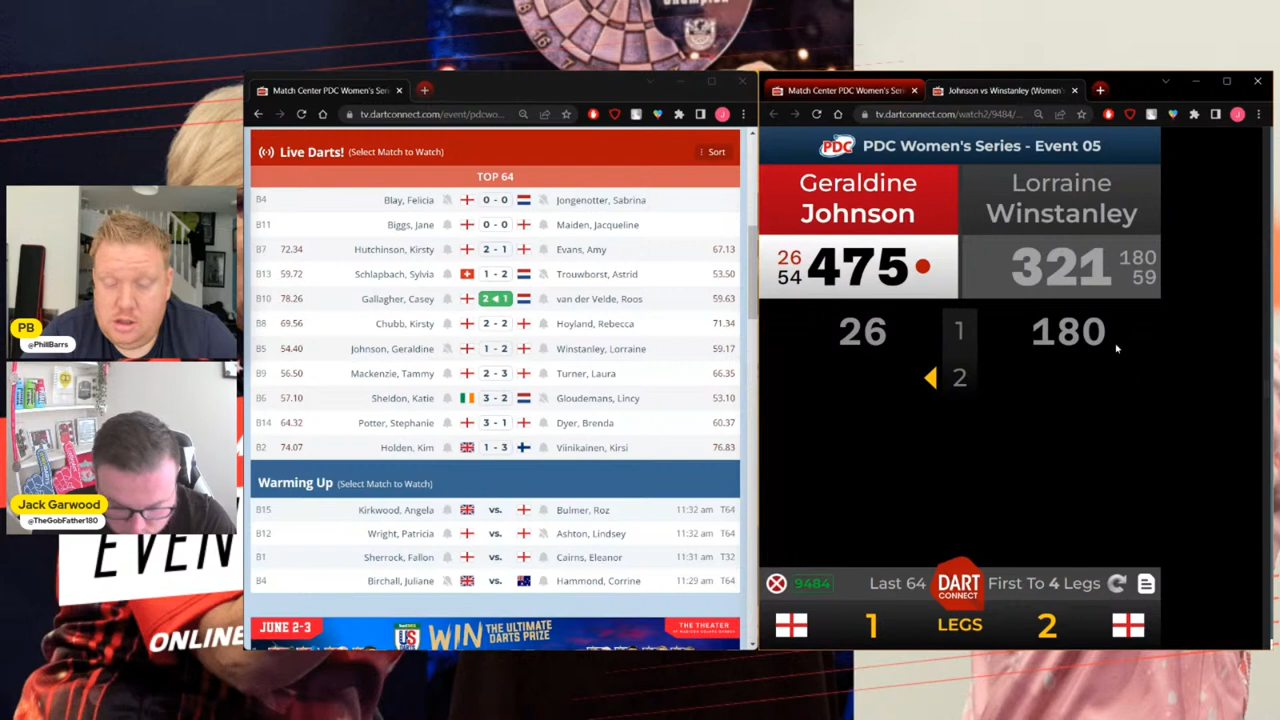 Match Center PDC Women's Seri
tv.dartconnect.com/event/pdcwo...
Live Darts! (Select Match to Watch)
Sort
TOP 64
B4 Blay, Felicia 0 - 0 Jongenotter, Sabrina
B11 Biggs, Jane 0 - 0 Maiden, Jacqueline
B7 72.34 Hutchinson, Kirsty 2 - 1 Evans, Amy 67.13
B13 59.72 Schlapbach, Sylvia 1 - 2 Trouwborst, Astrid 53.50
B10 78.26 Gallagher, Casey 2 ◄ 1 van der Velde, Roos 59.63
B8 69.56 Chubb, Kirsty 2 - 2 Hoyland, Rebecca 71.34
B5 54.40 Johnson, Geraldine 1 - 2 Winstanley, Lorraine 59.17
B9 56.50 Mackenzie, Tammy 2 - 3 Turner, Laura 66.35
B6 57.10 Sheldon, Katie 3 - 2 Gloudemans, Lincy 53.10
B14 64.32 Potter, Stephanie 3 - 1 Dyer, Brenda 60.37
B2 74.07 Holden, Kim 1 - 3 Viinikainen, Kirsi 76.83
Warming Up (Select Match to Watch)
B15 Kirkwood, Angela vs. Bulmer, Roz 11:32 am T64
B12 Wright, Patricia vs. Ashton, Lindsey 11:32 am T64
B1 Sherrock, Fallon vs. Cairns, Eleanor 11:31 am T32
B4 Birchall, Juliane vs. Hammond, Corrine 11:29 am T64
JUNE 2-3
US
WIN THE ULTIMATE
DARTS PRIZE
THE THEATER
Match Center PDC Women's Seri
Johnson vs Winstanley (Women'
tv.dartconnect.com/watch2/9484/...
PDC PDC Women's Series - Event 05
Geraldine
Johnson
Lorraine
Winstanley
26
54
475
321
180
59
26 1 180
2
9484 Last 64 DART CONNECT First To 4 Legs
1 LEGS 2
PB
@PhillBarrs
Jack Garwood
@TheGobFather180
EVEN
ONLINE